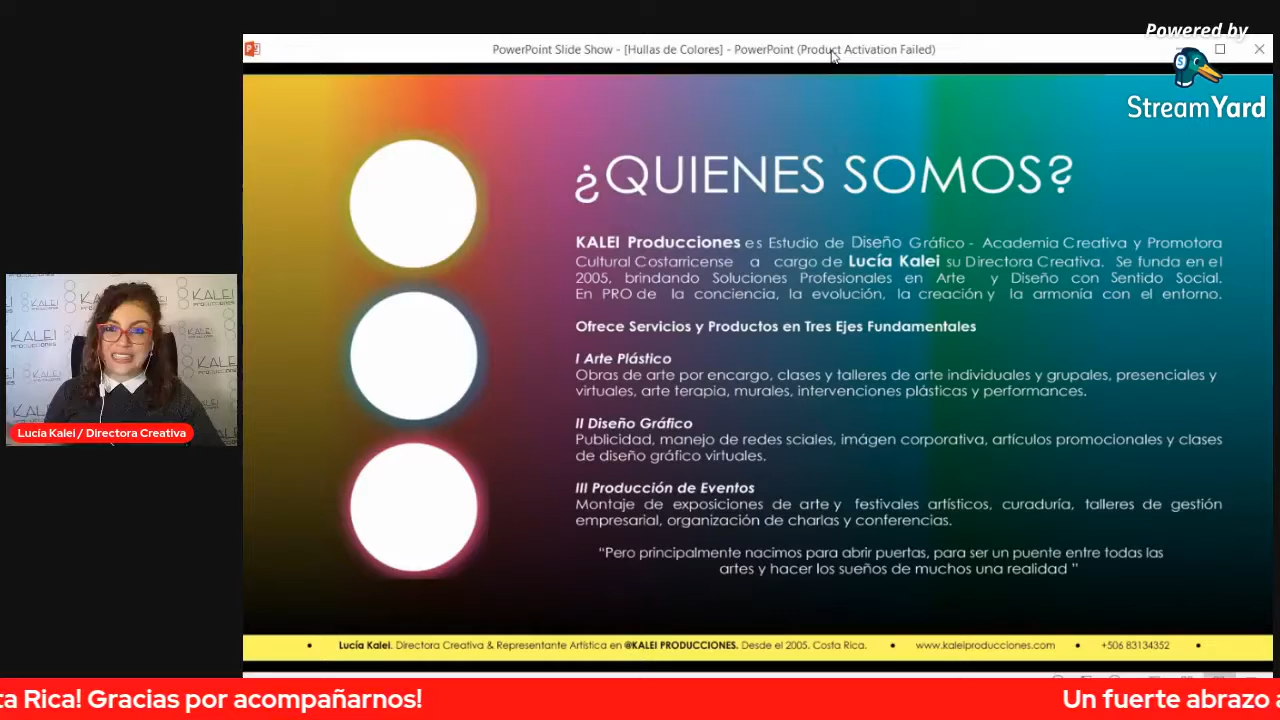 Powered by
StreamYard
PowerPoint Slide Show - [Hullas de Colores] - PowerPoint (Product Activation Failed)
¿QUIENES SOMOS?
KALEI Producciones es Estudio de Diseño Gráfico - Academia Creativa y Promotora
Cultural Costarricense a cargo de Lucía Kalei su Directora Creativa. Se funda en el
2005, brindando Soluciones Profesionales en Arte y Diseño con Sentido Social.
En PRO de la conciencia, la evolución, la creación y la armonía con el entorno.
Ofrece Servicios y Productos en Tres Ejes Fundamentales
I Arte Plástico
Obras de arte por encargo, clases y talleres de arte individuales y grupales, presenciales y
virtuales, arte terapia, murales, intervenciones plásticas y performances.
II Diseño Gráfico
Publicidad, manejo de redes sciales, imágen corporativa, artículos promocionales y clases
de diseño gráfico virtuales.
III Producción de Eventos
Montaje de exposiciones de arte y festivales artísticos, curaduría, talleres de gestión
empresarial, organización de charlas y conferencias.
“Pero principalmente nacimos para abrir puertas, para ser un puente entre todas las
artes y hacer los sueños de muchos una realidad ”
• Lucía Kalei. Directora Creativa & Representante Artística en @KALEI PRODUCCIONES. Desde el 2005. Costa Rica. • www.kaleiproducciones.com • +506 83134352 •
KALEI
PRODUCCIONES
Lucía Kalei / Directora Creativa
ta Rica! Gracias por acompañarnos!
Un fuerte abrazo a